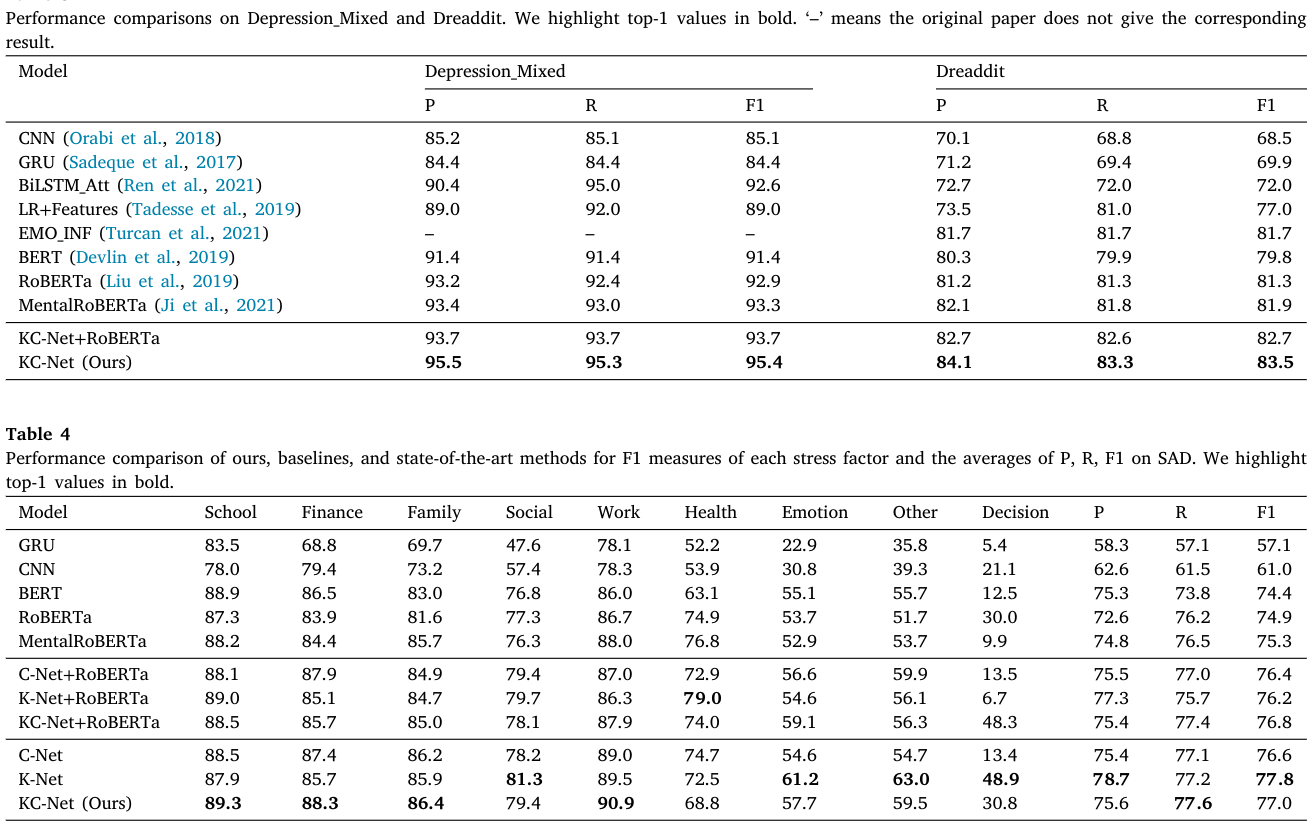 Performance comparisons on Depression_Mixed and Dreaddit. We highlight top-1 values in bold. ‘–’ means the original paper does not give the corresponding
result.
Model Depression_Mixed Dreaddit
P R F1 P R F1
CNN (Orabi et al., 2018) 85.2 85.1 85.1 70.1 68.8 68.5
GRU (Sadeque et al., 2017) 84.4 84.4 84.4 71.2 69.4 69.9
BiLSTM_Att (Ren et al., 2021) 90.4 95.0 92.6 72.7 72.0 72.0
LR+Features (Tadesse et al., 2019) 89.0 92.0 89.0 73.5 81.0 77.0
EMO_INF (Turcan et al., 2021) – – – 81.7 81.7 81.7
BERT (Devlin et al., 2019) 91.4 91.4 91.4 80.3 79.9 79.8
RoBERTa (Liu et al., 2019) 93.2 92.4 92.9 81.2 81.3 81.3
MentalRoBERTa (Ji et al., 2021) 93.4 93.0 93.3 82.1 81.8 81.9
KC-Net+RoBERTa 93.7 93.7 93.7 82.7 82.6 82.7
KC-Net (Ours) 95.5 95.3 95.4 84.1 83.3 83.5
Table 4
Performance comparison of ours, baselines, and state-of-the-art methods for F1 measures of each stress factor and the averages of P, R, F1 on SAD. We highlight
top-1 values in bold.
Model School Finance Family Social Work Health Emotion Other Decision P R F1
GRU 83.5 68.8 69.7 47.6 78.1 52.2 22.9 35.8 5.4 58.3 57.1 57.1
CNN 78.0 79.4 73.2 57.4 78.3 53.9 30.8 39.3 21.1 62.6 61.5 61.0
BERT 88.9 86.5 83.0 76.8 86.0 63.1 55.1 55.7 12.5 75.3 73.8 74.4
RoBERTa 87.3 83.9 81.6 77.3 86.7 74.9 53.7 51.7 30.0 72.6 76.2 74.9
MentalRoBERTa 88.2 84.4 85.7 76.3 88.0 76.8 52.9 53.7 9.9 74.8 76.5 75.3
C-Net+RoBERTa 88.1 87.9 84.9 79.4 87.0 72.9 56.6 59.9 13.5 75.5 77.0 76.4
K-Net+RoBERTa 89.0 85.1 84.7 79.7 86.3 79.0 54.6 56.1 6.7 77.3 75.7 76.2
KC-Net+RoBERTa 88.5 85.7 85.0 78.1 87.9 74.0 59.1 56.3 48.3 75.4 77.4 76.8
C-Net 88.5 87.4 86.2 78.2 89.0 74.7 54.6 54.7 13.4 75.4 77.1 76.6
K-Net 87.9 85.7 85.9 81.3 89.5 72.5 61.2 63.0 48.9 78.7 77.2 77.8
KC-Net (Ours) 89.3 88.3 86.4 79.4 90.9 68.8 57.7 59.5 30.8 75.6 77.6 77.0